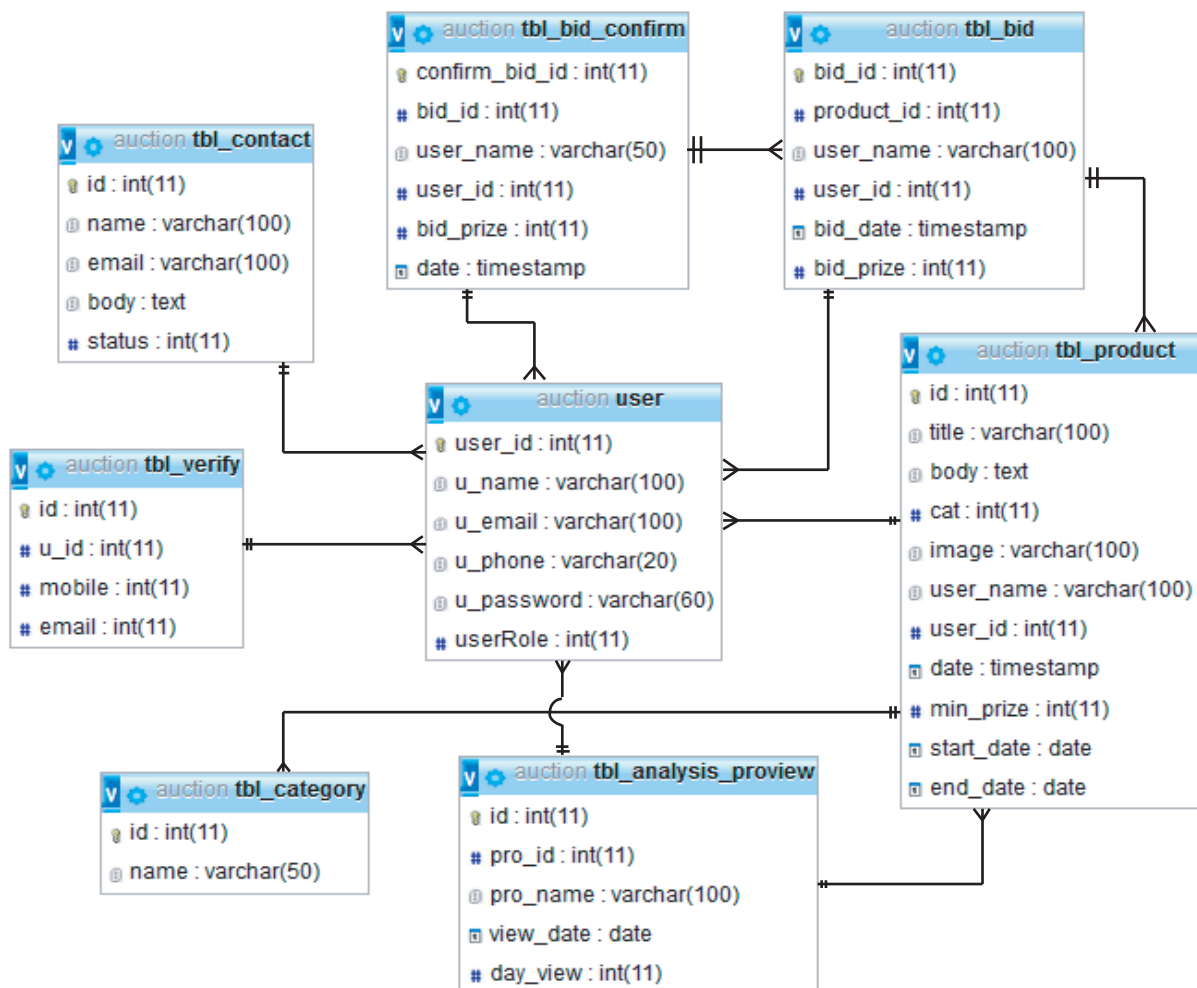 auction tbl_bid_confirm
confirm_bid_id : int(11)
bid_id : int(11)
user_name : varchar(50)
user_id : int(11)
bid_prize : int(11)
date : timestamp
auction tbl_bid
bid_id : int(11)
product_id : int(11)
user_name : varchar(100)
user_id : int(11)
bid_date : timestamp
bid_prize : int(11)
auction tbl_contact
id : int(11)
name : varchar(100)
email : varchar(100)
body : text
status : int(11)
auction tbl_product
id : int(11)
title : varchar(100)
body : text
cat : int(11)
image : varchar(100)
user_name : varchar(100)
user_id : int(11)
date : timestamp
min_prize : int(11)
start_date : date
end_date : date
auction user
user_id : int(11)
u_name : varchar(100)
u_email : varchar(100)
u_phone : varchar(20)
u_password : varchar(60)
userRole : int(11)
auction tbl_verify
id : int(11)
u_id : int(11)
mobile : int(11)
email : int(11)
auction tbl_category
id : int(11)
name : varchar(50)
auction tbl_analysis_proview
id : int(11)
pro_id : int(11)
pro_name : varchar(100)
view_date : date
day_view : int(11)